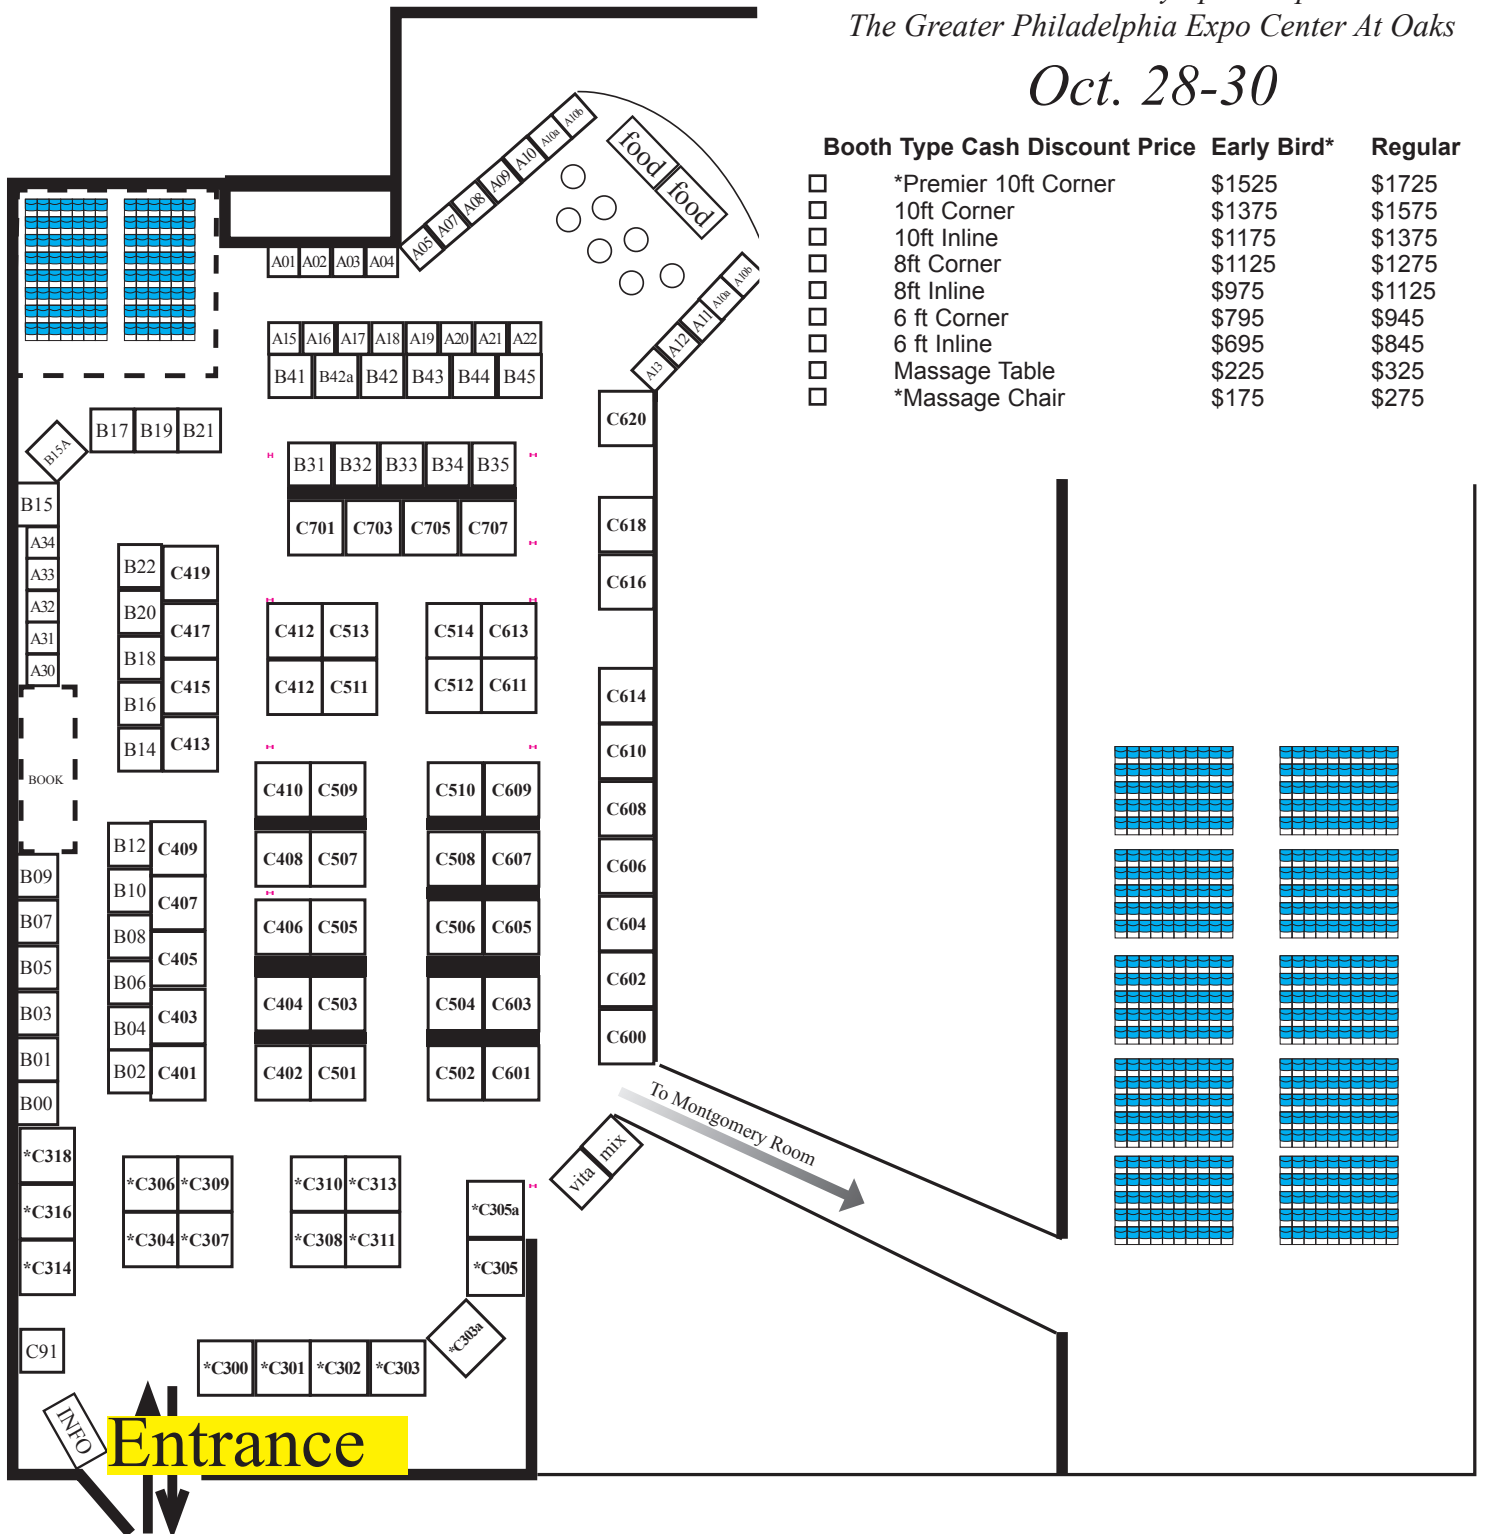 The Greater Philadelphia Expo Center At Oaks
Oct. 28-30
Booth Type Cash Discount Price Early Bird* Regular
*Premier 10ft Corner $1525 $1725
10ft Corner $1375 $1575
10ft Inline $1175 $1375
8ft Corner $1125 $1275
8ft Inline $975 $1125
6 ft Corner $795 $945
6 ft Inline $695 $845
Massage Table $225 $325
*Massage Chair $175 $275
A05 A07 A08 A09 A10 A10a A10b
food food
A01 A02 A03 A04
A13 A12 A11 A10a A10b
A15 A16 A17 A18 A19 A20 A21 A22
B41 B42a B42 B43 B44 B45
C620
B15A B17 B19 B21
B31 B32 B33 B34 B35
C701 C703 C705 C707
C618
C616
B15
A34
A33
A32
A31
A30
B22 C419
B20 C417
B18 C415
B16 C413
B14
C412 C513 C514 C613
C412 C511 C512 C611
C614
C610
C608
C606
C604
C602
C600
BOOK
C410 C509 C510 C609
C408 C507 C508 C607
C406 C505 C506 C605
C404 C503 C504 C603
C402 C501 C502 C601
B12 C409
B10 C407
B08 C405
B06 C403
B04 C401
B02
B09
B07
B05
B03
B01
B00
To Montgomery Room
vita mix
*C318
*C316
*C314
*C306 *C309 *C310 *C313
*C304 *C307 *C308 *C311
*C305a
*C305
*C303a
C91
*C300 *C301 *C302 *C303
INFO
Entrance